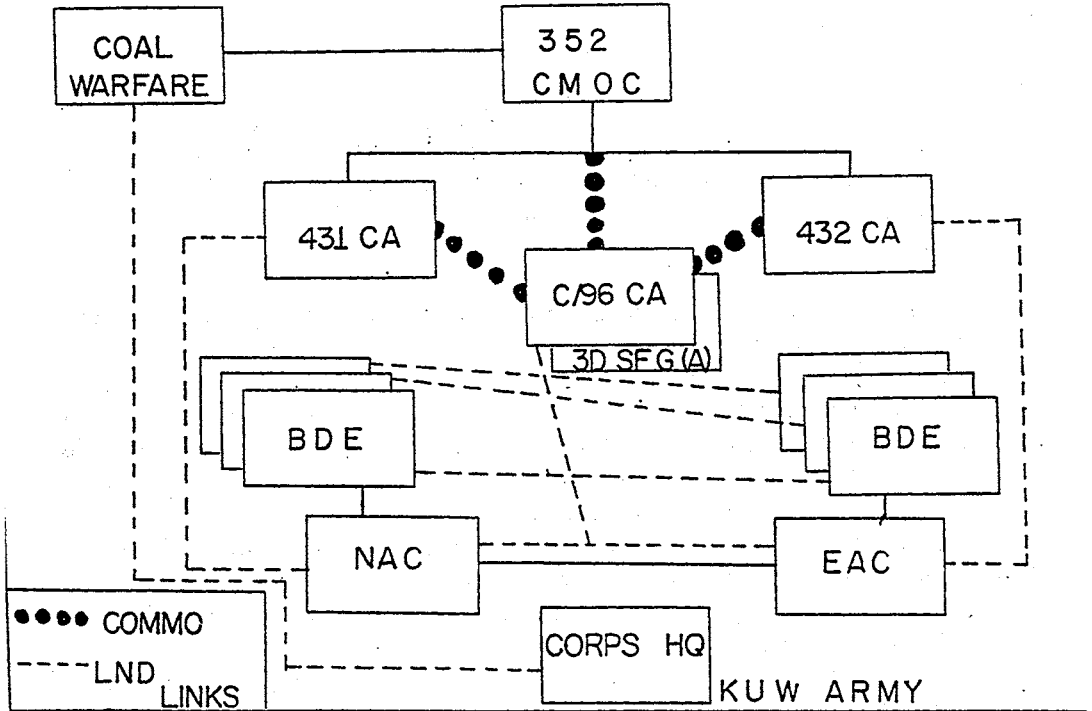 COAL
WARFARE
352
CMOC
431 CA
432 CA
C/96 CA
3D SFG(A)
BDE
BDE
NAC
EAC
COMMO
LND
LINKS
CORPS HQ
KUW ARMY